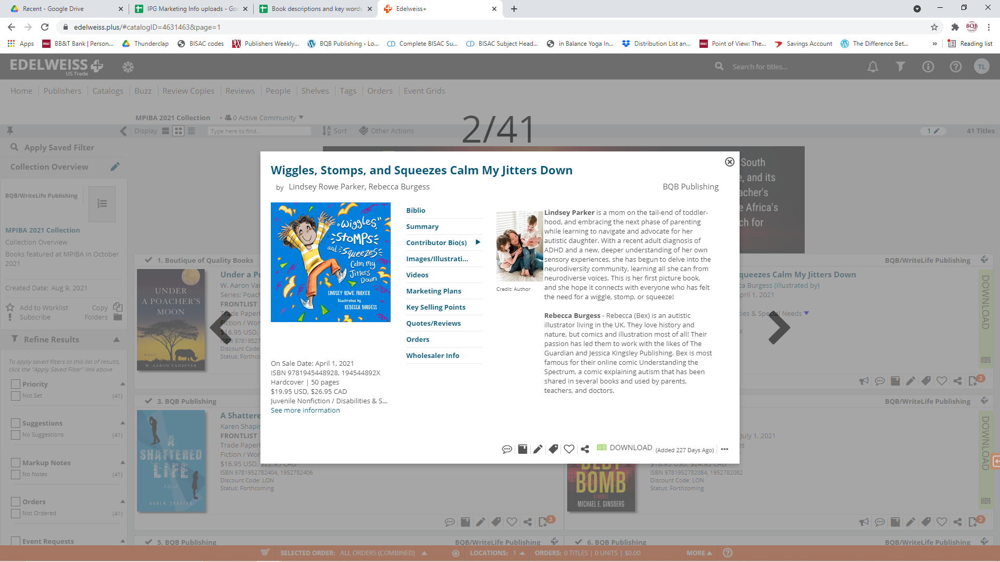 Recent - Google Drive
IPG Marketing Info uploads - Goo
Book descriptions and key words
Edelweiss+
edelweiss.plus/#catalogID=4631463&page=1
BQB
Apps
BB&T Bank | Person...
Thunderclap
BISAC codes
Publishers Weekly...
BQB Publishing › Lo...
Complete BISAC Su...
BISAC Subject Head...
in Balance Yoga In...
Distribution List an...
Point of View: The...
Savings Account
The Difference Bet...
»
Reading list
EDELWEISS
US Trade
Search for titles...
TL
Home
Publishers
Catalogs
Buzz
Review Copies
Reviews
People
Shelves
Tags
Orders
Event Grids
MPIBA 2021 Collection
• 0 Active Community
2/41
Display
Type here to find...
Sort
Other Actions
1
41 Titles
Apply Saved Filter
Collection Overview
BQB/WriteLife Publishing
MPIBA 2021 Collection
Collection Overview
Books featured at MPIBA in October
2021
Created Date: Aug 9, 2021
Add to Worklist
Copy
Subscribe
Folders
Refine Results
To apply saved filters to this list of results,
click the "Apply Saved Filter" link above
Priority
Not Set (41)
Suggestions
No Suggestions (41)
Markup Notes
No Notes (41)
Orders
Not Ordered (41)
Event Requests
South
e, and its
acher's
e Africa's
ch for
1. Boutique of Quality Books
UNDER
A POACHER'S
MOON
W. AARON VANDIVER
Under a Po
W. Aaron Van
Series: Poach
FRONTLIST
Trade Paperb
Fiction / Wom
$16.95 USD,
ISBN 9781952
Discount Code:
Status: Forthco
BQB/WriteLife Publishing
queezes Calm My Jitters Down
ca Burgess (Illustrated by)
pril 1, 2021
ties & Special Needs
X
DOWNLOAD
2
Wiggles, Stomps, and Squeezes Calm My Jitters Down
by Lindsey Rowe Parker, Rebecca Burgess
BQB Publishing
"Wiggles,
STOMPS
and Squeezes
Calm my
Jitters
Down
LINDSEY ROWE PARKER
Illustrated by
REBECCA BURGESS
On Sale Date: April 1, 2021
ISBN 9781945448928, 194544892X
Hardcover | 50 pages
$19.95 USD, $26.95 CAD
Juvenile Nonfiction / Disabilities & S...
See more information
Biblio
Summary
Contributor Bio(s)
Images/Illustrati...
Videos
Marketing Plans
Key Selling Points
Quotes/Reviews
Orders
Wholesaler Info
Credit: Author
Lindsey Parker is a mom on the tail-end of toddler-
hood, and embracing the next phase of parenting
while learning to navigate and advocate for her
autistic daughter. With a recent adult diagnosis of
ADHD and a new, deeper understanding of her own
sensory experiences, she has begun to delve into the
neurodiversity community, learning all she can from
neurodiverse voices. This is her first picture book,
and she hope it connects with everyone who has felt
the need for a wiggle, stomp, or squeeze!
Rebecca Burgess - Rebecca (Bex) is an autistic
illustrator living in the UK. They love history and
nature, but comics and illustration most of all! Their
passion has led them to work with the likes of The
Guardian and Jessica Kingsley Publishing. Bex is most
famous for their online comic Understanding the
Spectrum, a comic explaining autism that has been
shared in several books and used by parents,
teachers, and doctors.
DOWNLOAD (Added 227 Days Ago)
3. BQB Publishing
A SHATTERED
LIFE
A Novel
KAREN SHAPIRO
A Shattere
Karen Shapir
FRONTLIST
Trade Paperb
Fiction / Wom
$16.95 USD, $22.95 CAD
ISBN 9781952782404, 1952782406
Discount Code: LON
Status: Forthcoming
2
BQB/WriteLife Publishing
BOMB
A NOVEL
MICHAEL E. GINSBERG
July 1, 2021
es
$18.95 USD, $24.95 CAD
ISBN 9781952782084, 1952782082
Discount Code: LON
Status: Forthcoming
DOWNLOAD
2
5. BQB Publishing
BQB/WriteLife Publishing
6. BQB Publishing
BQB/WriteLife Publishing
SELECTED ORDER: ALL ORDERS (COMBINED)
LOCATIONS: 1
ORDERS: 0 TITLES | 0 UNITS | $0.00
MORE